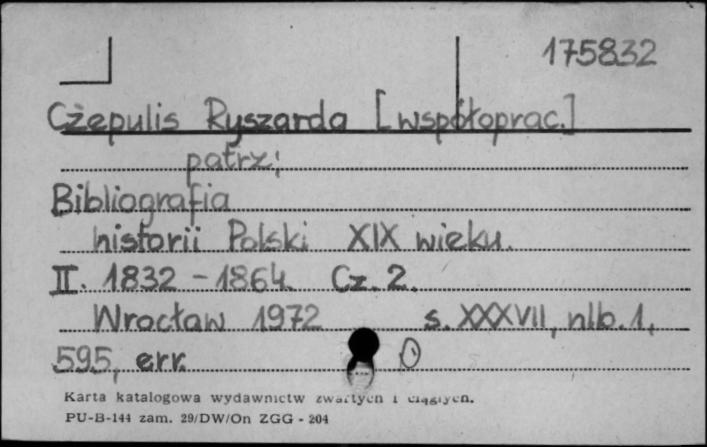 175832
Czepulis Ryszarda [współoprac.]
patrz:
Bibliografia
historii Polski XIX wieku.
II. 1832 - 1864. Cz. 2.
Wrocław 1972 s. XXXVII, nlb. 1,
595, err.
Karta katalogowa wydawnictw zwartych i ciągłych.
PU-B-144 zam. 29/DW/On ZGG - 204